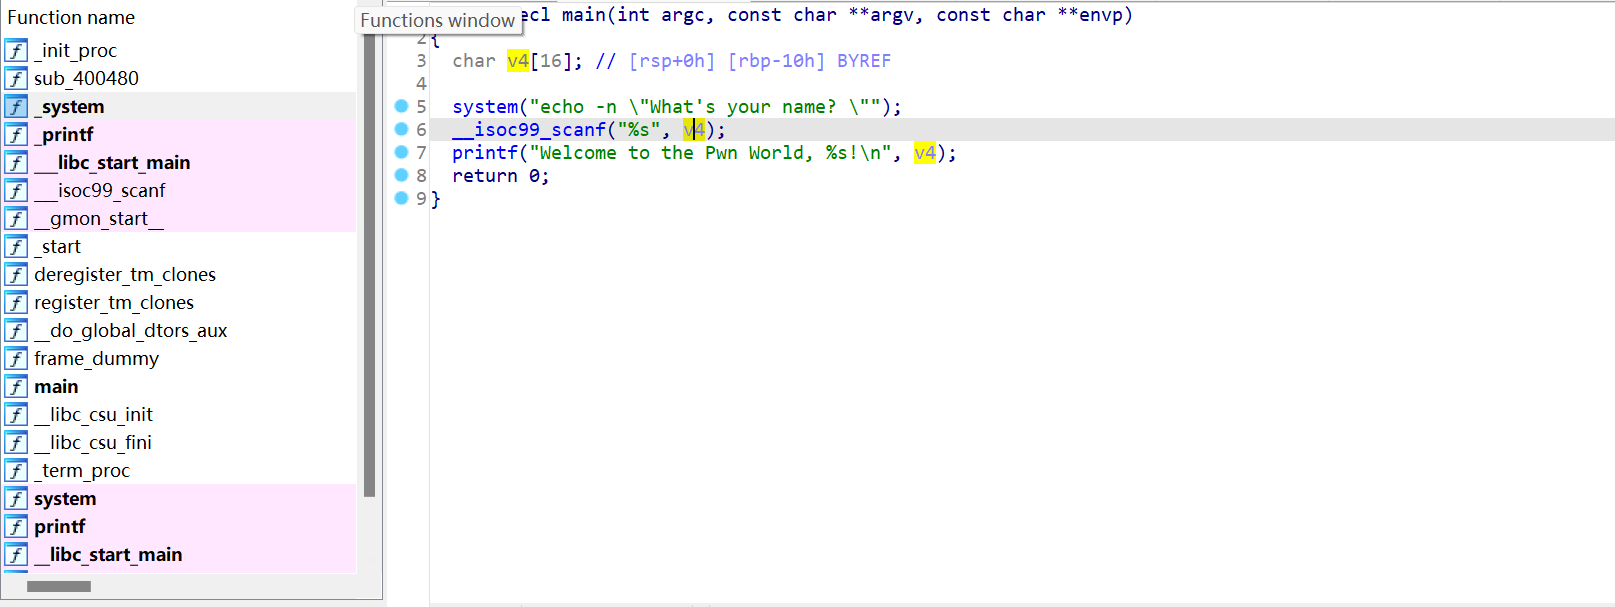 Function name
_init_proc
sub_400480
_system
_printf
___libc_start_main
___isoc99_scanf
__gmon_start__
_start
deregister_tm_clones
register_tm_clones
__do_global_dtors_aux
frame_dummy
main
__libc_csu_init
__libc_csu_fini
_term_proc
system
printf
__libc_start_main
Functions window
ecl main(int argc, const char **argv, const char **envp)
2 {
3 char v4[16]; // [rsp+0h] [rbp-10h] BYREF
4
5 system("echo -n \"What's your name? \"");
6 __isoc99_scanf("%s", v4);
7 printf("Welcome to the Pwn World, %s!\n", v4);
8 return 0;
9 }